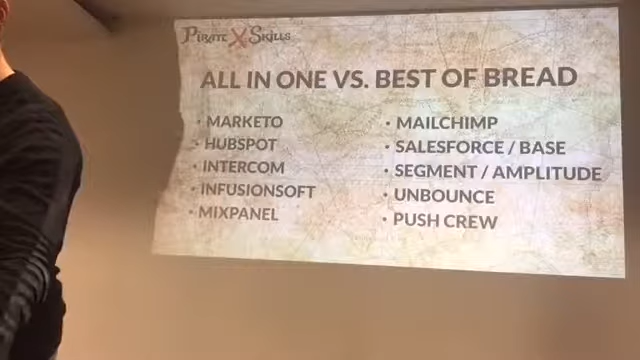 PIRATE X SKILLS
ALL IN ONE VS. BEST OF BREAD
• MARKETO
• HUBSPOT
• INTERCOM
• INFUSIONSOFT
• MIXPANEL
• MAILCHIMP
• SALESFORCE / BASE
• SEGMENT / AMPLITUDE
• UNBOUNCE
• PUSH CREW